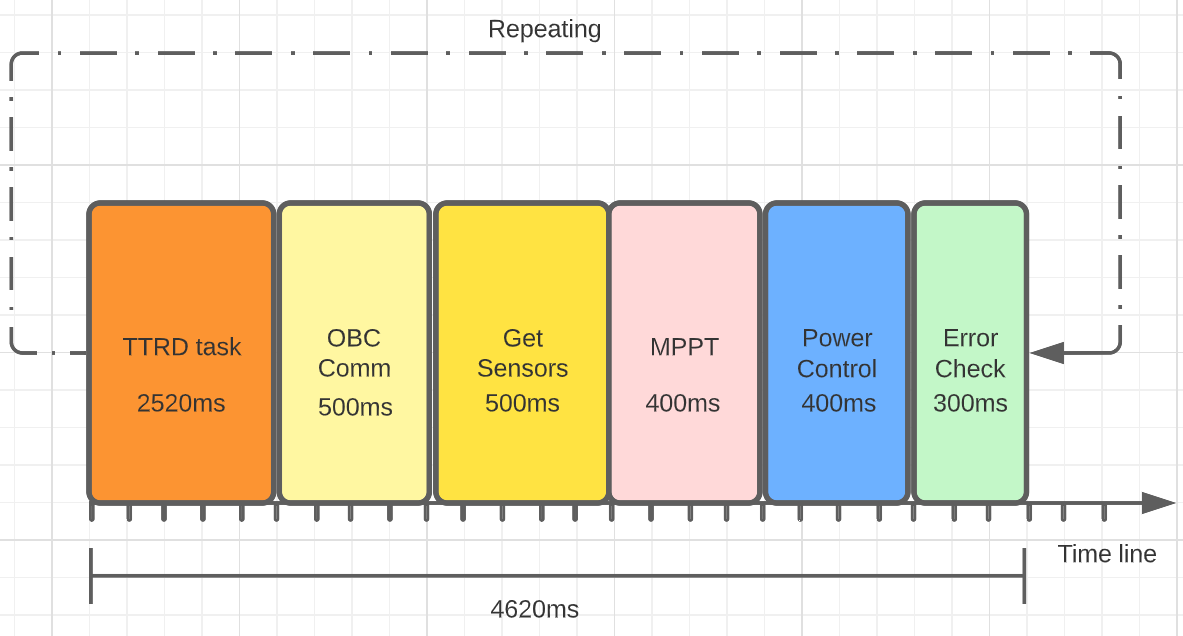 Repeating
TTRD task
2520ms
OBC
Comm
500ms
Get
Sensors
500ms
MPPT
400ms
Power
Control
400ms
Error
Check
300ms
Time line
4620ms